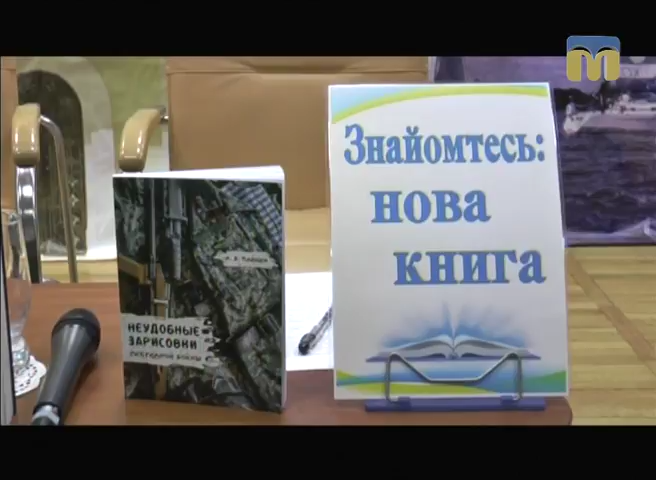 Знайомтесь:
нова
книга
НЕУДОБНЫЕ
ЗАРИСОВКИ